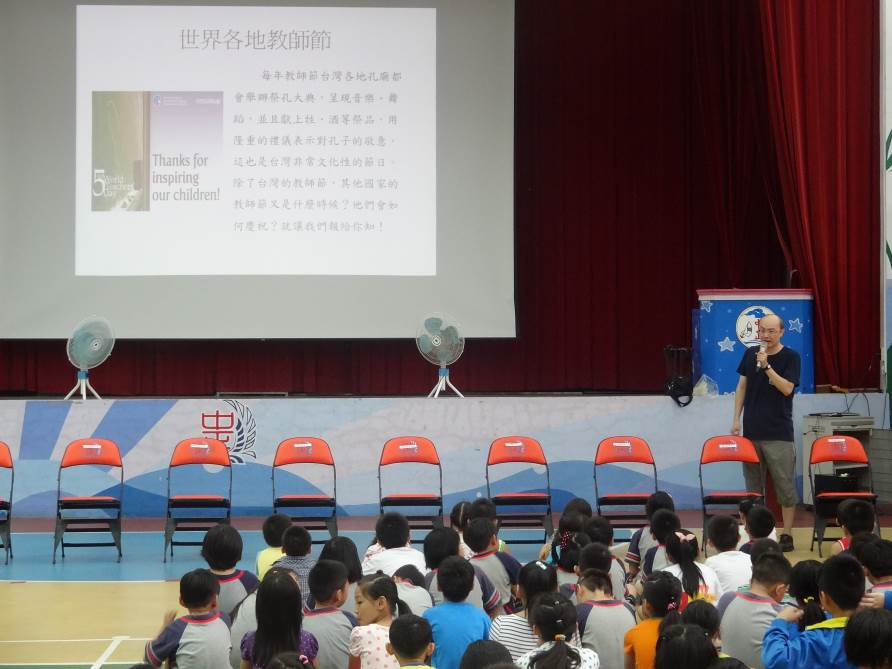 世界各地教師節
每年教師節台灣各地孔廟都
會舉辦祭孔大典，呈現音樂、舞
蹈，並且獻上牲、酒等祭品，用
隆重的禮儀表示對孔子的敬意，
這也是台灣非常文化性的節日。
除了台灣的教師節，其他國家的
教師節又是什麼時候？他們會如
何慶祝？就讓我們報給你知！
Thanks for
inspiring
our children!
5 World
Teachers'
Day
忠